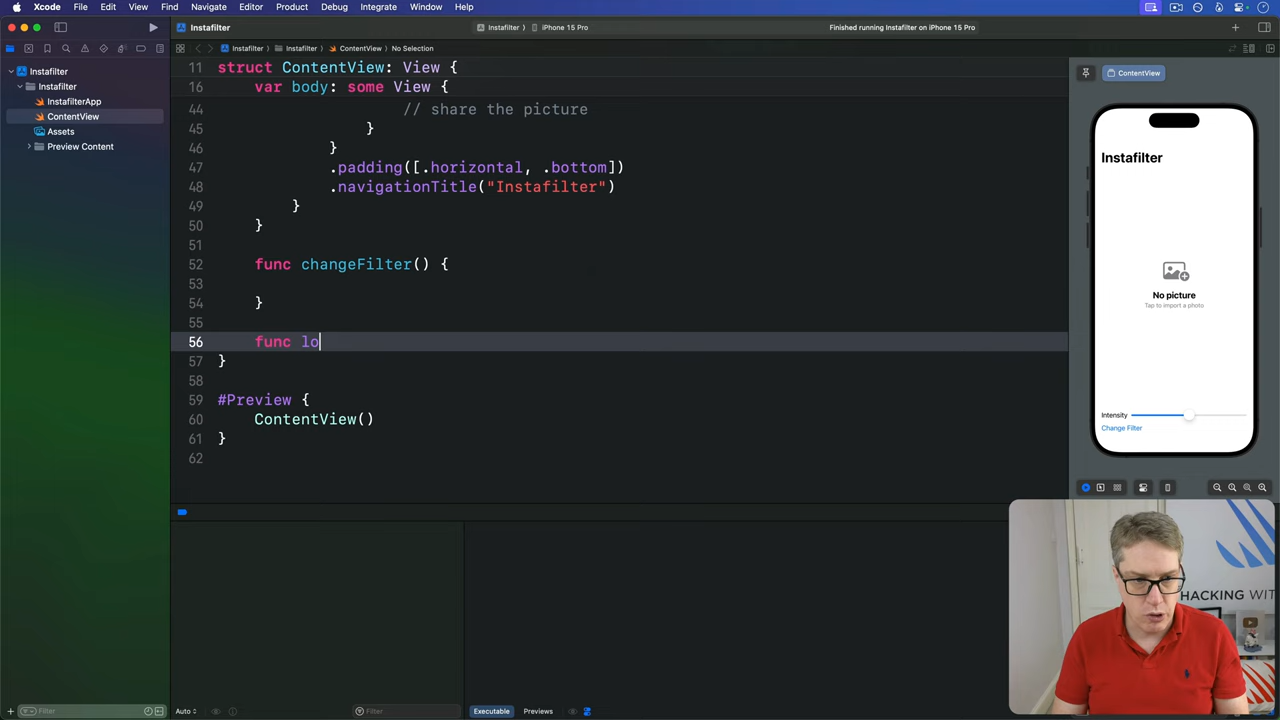 Xcode File Edit View Find Navigate Editor Product Debug Integrate Window Help
Instafilter
Instafilter iPhone 15 Pro
Finished running Instafilter on iPhone 15 Pro
Instafilter Instafilter ContentView No Selection
Instafilter
Instafilter
InstafilterApp
ContentView
Assets
Preview Content
11 struct ContentView: View {
16 var body: some View {
44 // share the picture
45 }
46 }
47 .padding([.horizontal, .bottom])
48 .navigationTitle("Instafilter")
49 }
50 }
51
52 func changeFilter() {
53
54 }
55
56 func lo
57 }
58
59 #Preview {
60 ContentView()
61 }
62
ContentView
Instafilter
No picture
Tap to import a photo
Intensity
Change Filter
HACKING WIT
Filter
Auto
Filter
Executable Previews